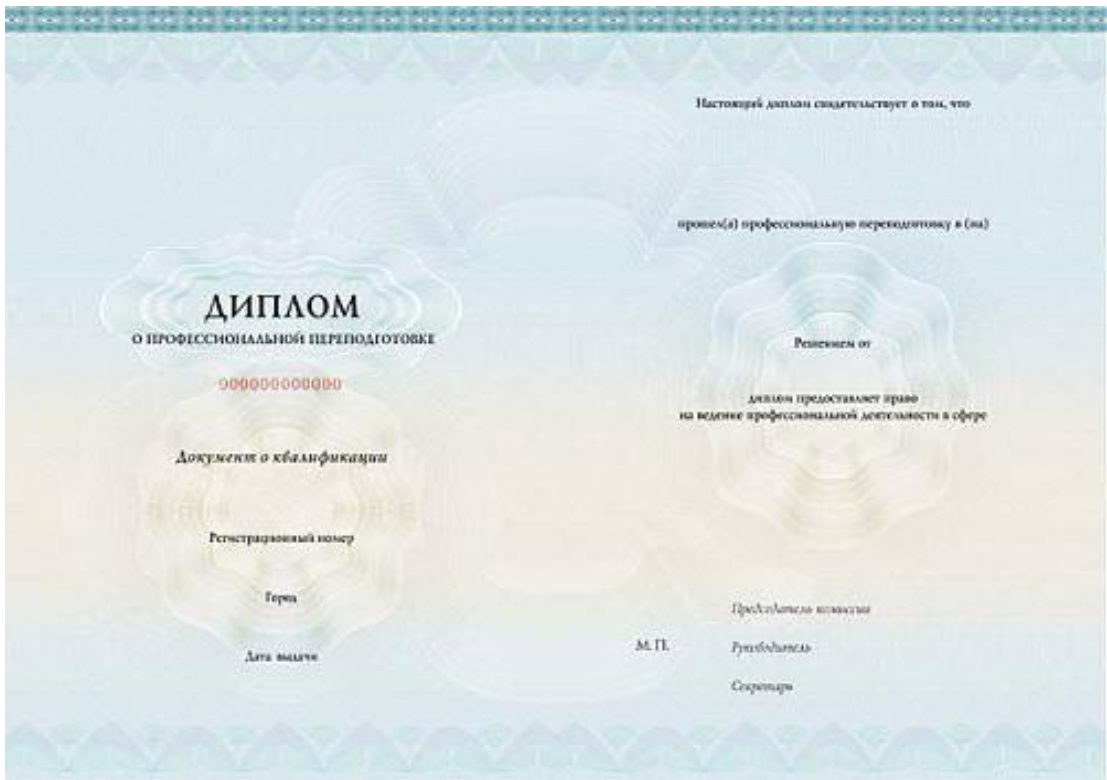 ДИПЛОМ
О ПРОФЕССИОНАЛЬНОЙ ПЕРЕПОДГОТОВКЕ
000000000000
Документ о квалификации
Регистрационный номер
Город
Дата выдачи
Настоящий диплом свидетельствует о том, что
прошел(а) профессиональную переподготовку в (на)
Решением от
диплом предоставляет право
на ведение профессиональной деятельности в сфере
Председатель комиссии
М. П.
Руководитель
Секретарь